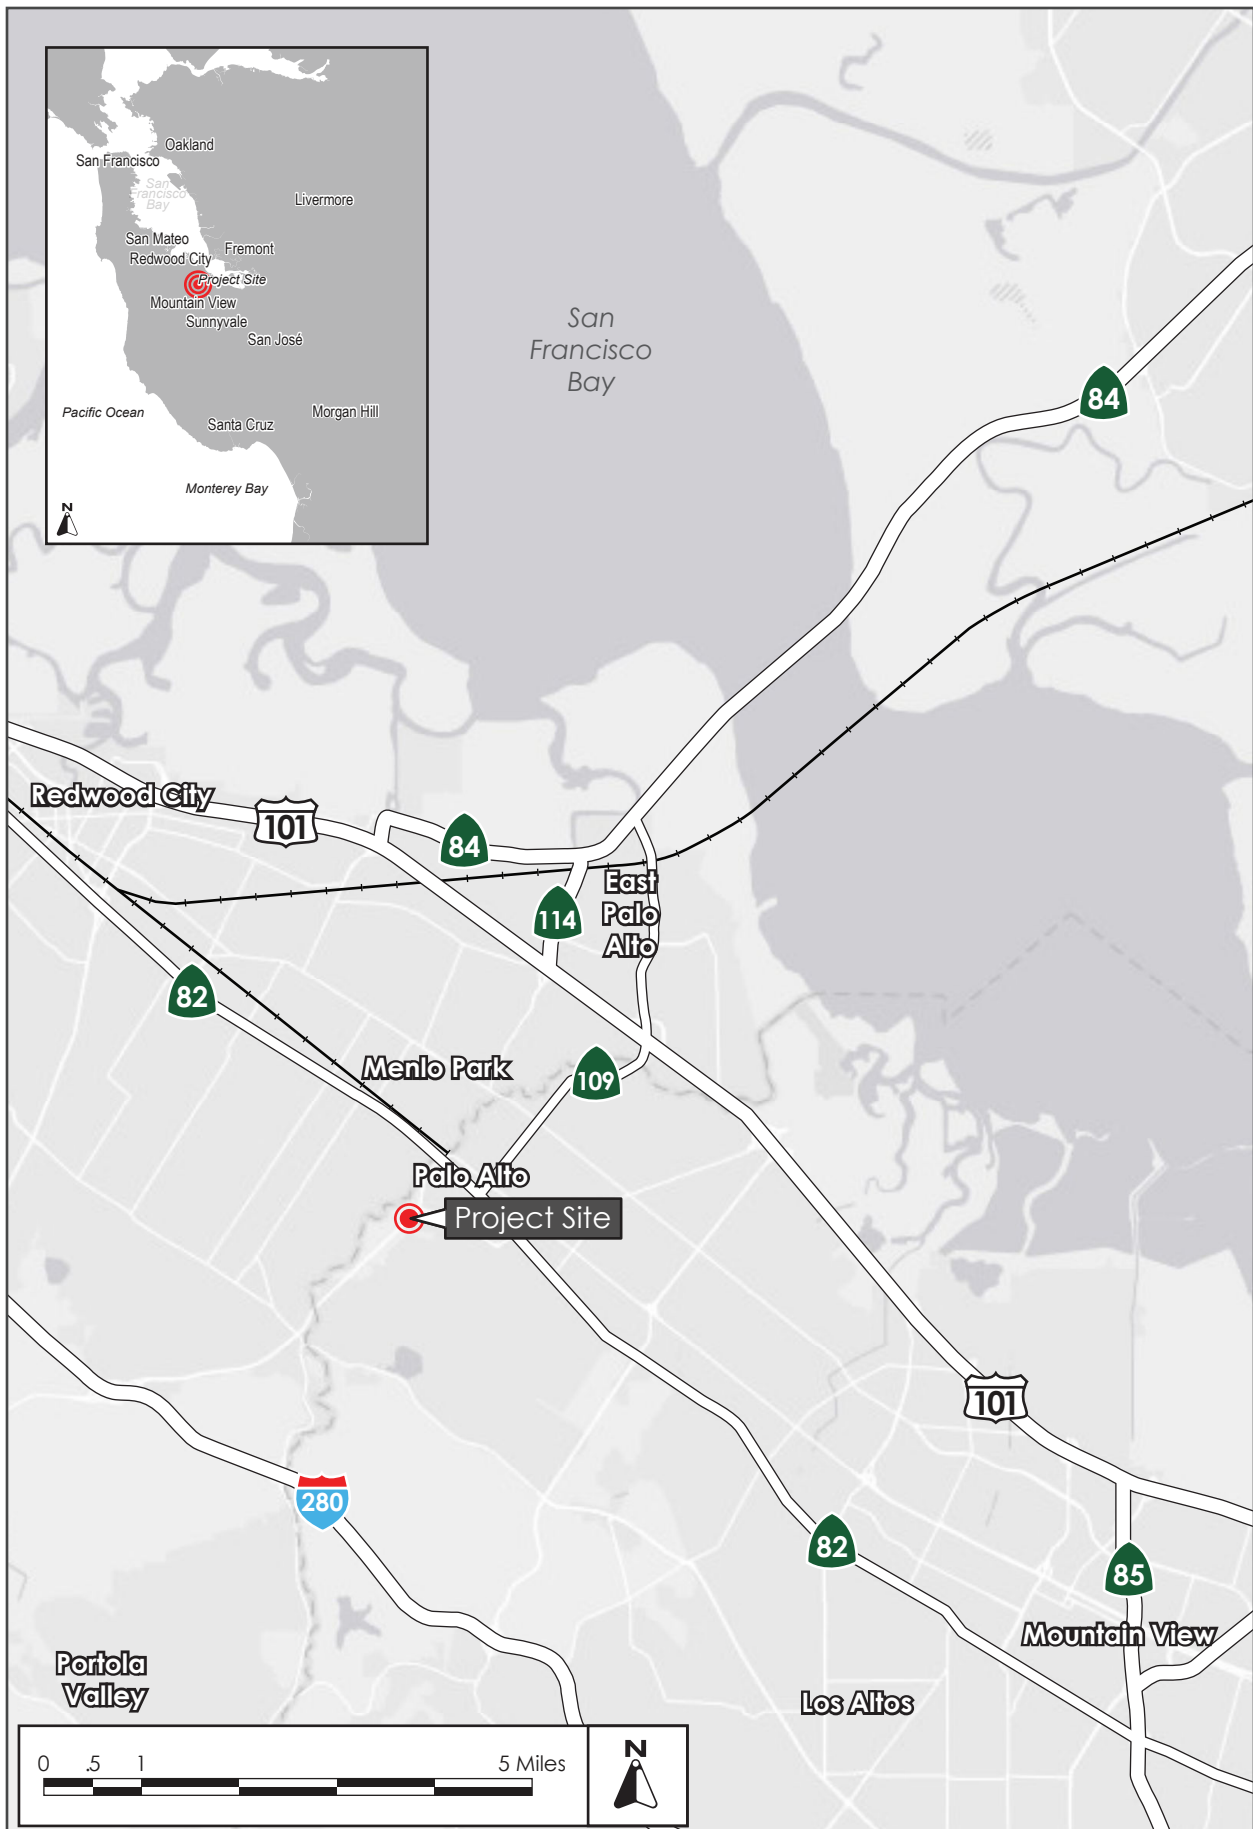 Oakland
San Francisco
San
Francisco
Bay
Livermore
San Mateo
Fremont
Redwood City
Project Site
Mountain View
Sunnyvale
San José
Pacific Ocean
Morgan Hill
Santa Cruz
Monterey Bay
N
San
Francisco
Bay
84
Redwood City
101
84
East
Palo
Alto
114
82
Menlo Park
109
Palo Alto
Project Site
101
280
82
85
Mountain View
Portola
Valley
Los Altos
0 .5 1 5 Miles
N